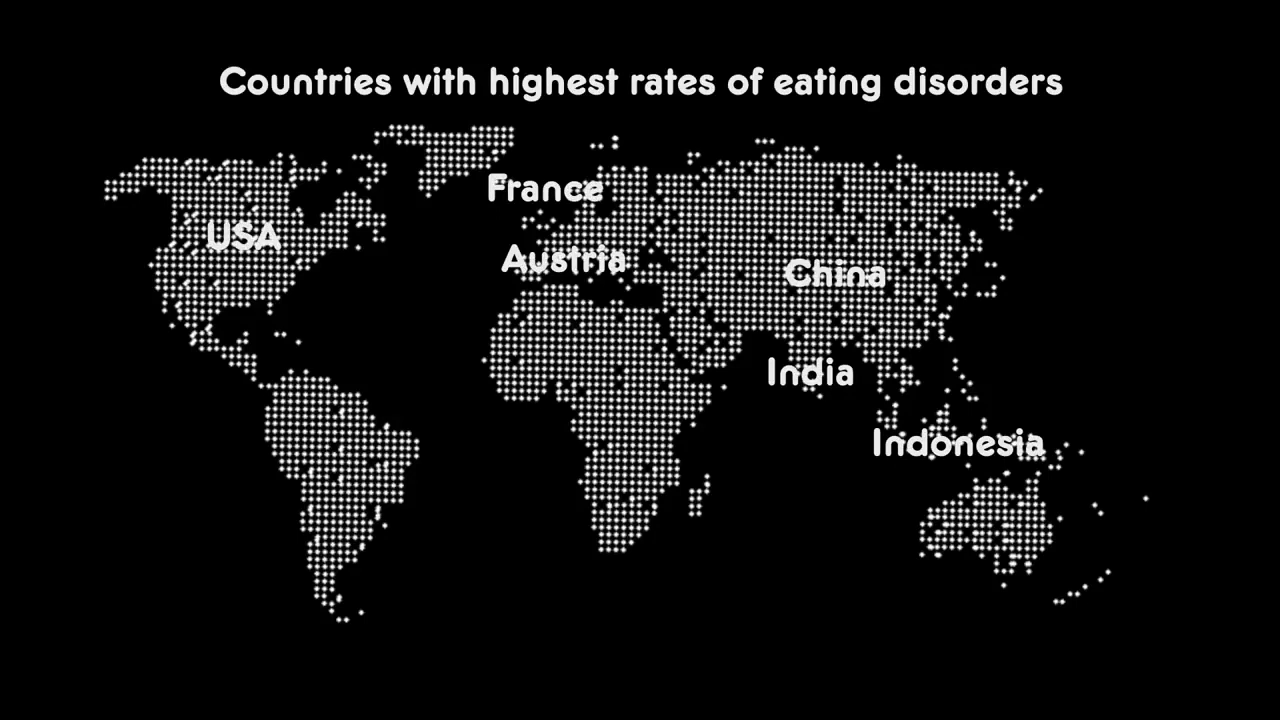 Countries with highest rates of eating disorders
France
USA
Austria
China
India
Indonesia